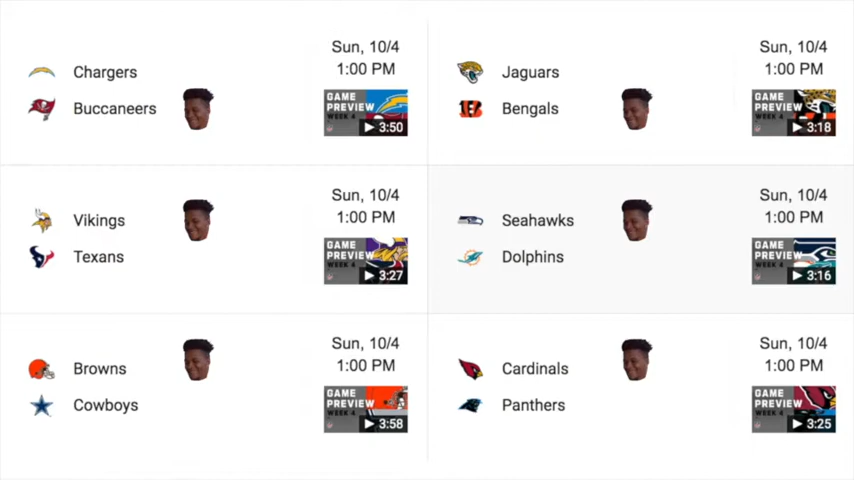 Chargers
Buccaneers
Sun, 10/4
1:00 PM
GAME
PREVIEW
WEEK 4
3:50
Jaguars
Bengals
Sun, 10/4
1:00 PM
GAME
PREVIEW
WEEK 4
3:18
Vikings
Texans
Sun, 10/4
1:00 PM
GAME
PREVIEW
WEEK 4
3:27
Seahawks
Dolphins
Sun, 10/4
1:00 PM
GAME
PREVIEW
WEEK 4
3:16
Browns
Cowboys
Sun, 10/4
1:00 PM
GAME
PREVIEW
WEEK 4
3:58
Cardinals
Panthers
Sun, 10/4
1:00 PM
GAME
PREVIEW
WEEK 4
3:25